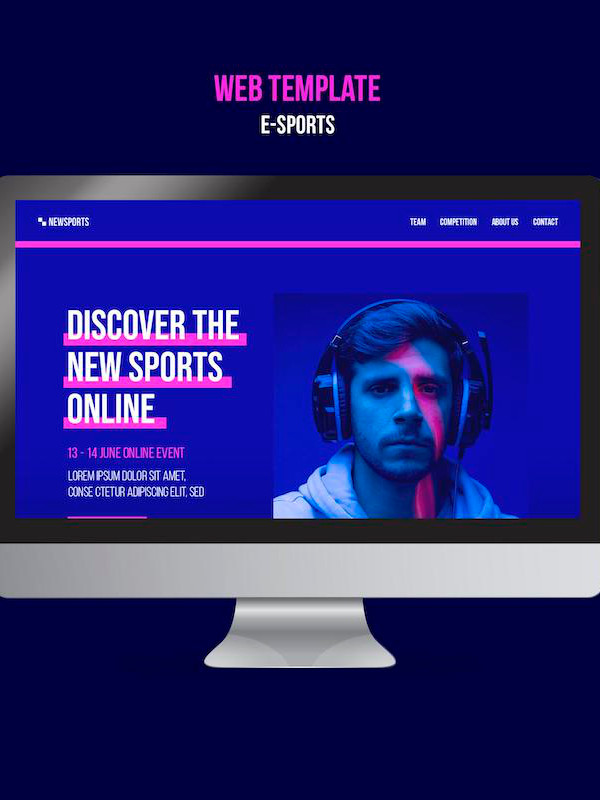 WEB TEMPLATE
E-SPORTS
NEWSPORTS
TEAM COMPETITION ABOUT US CONTACT
DISCOVER THE
NEW SPORTS
ONLINE
13 - 14 JUNE ONLINE EVENT
LOREM IPSUM DOLOR SIT AMET,
CONSE CTETUR ADIPISCING ELIT, SED